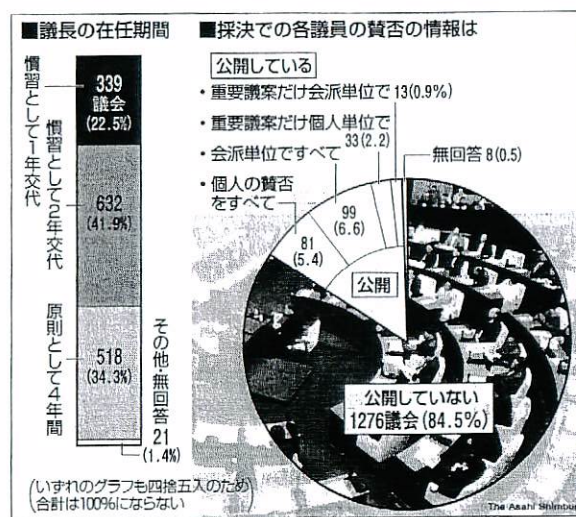 ■議長の在任期間
慣習として1年交代
339
議会
(22.5%)
慣習として2年交代
632
(41.9%)
原則として4年間
518
(34.3%)
その他・無回答
21
(1.4%)
■採決での各議員の賛否の情報は
公開している
・重要議案だけ会派単位で 13(0.9%)
・重要議案だけ個人単位で
33(2.2)
・会派単位ですべて
99
(6.6)
・個人の賛否
をすべて
81
(5.4)
無回答 8(0.5)
公開
公開していない
1276議会(84.5%)
(いずれのグラフも四捨五入のため
合計は100%にならない)
The Asahi Shimbun